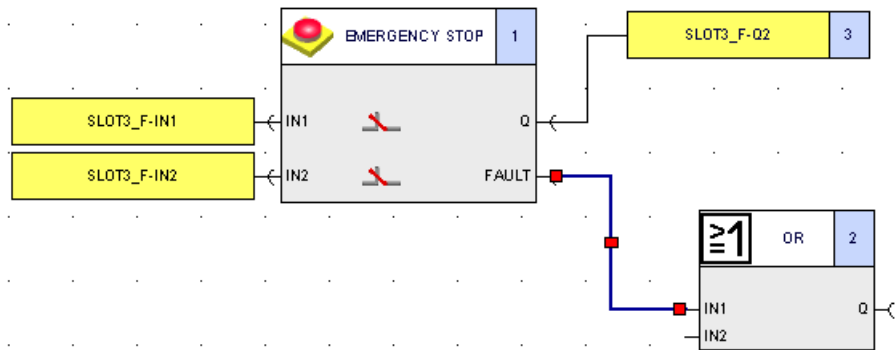 EMERGENCY STOP 1
SLOT3_F-Q2 3
SLOT3_F-IN1
IN1 Q
SLOT3_F-IN2
IN2 FAULT
≥1 OR 2
IN1 Q
IN2